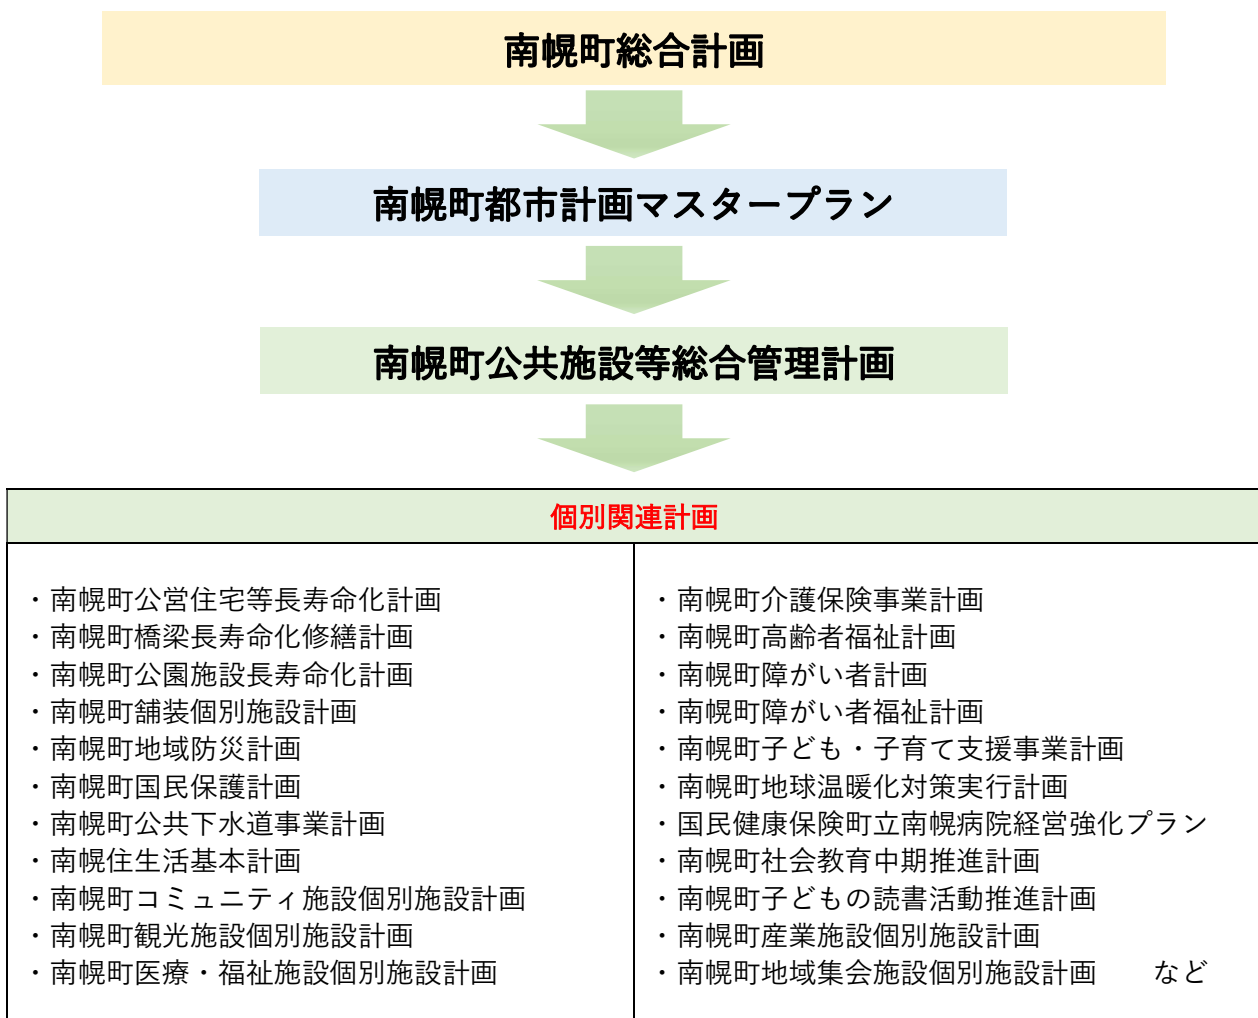 南幌町総合計画
南幌町都市計画マスタープラン
南幌町公共施設等総合管理計画
個別関連計画
・南幌町公営住宅等長寿命化計画
・南幌町橋梁長寿命化修繕計画
・南幌町公園施設長寿命化計画
・南幌町舗装個別施設計画
・南幌町地域防災計画
・南幌町国民保護計画
・南幌町公共下水道事業計画
・南幌住生活基本計画
・南幌町コミュニティ施設個別施設計画
・南幌町観光施設個別施設計画
・南幌町医療・福祉施設個別施設計画
・南幌町介護保険事業計画
・南幌町高齢者福祉計画
・南幌町障がい者計画
・南幌町障がい者福祉計画
・南幌町子ども・子育て支援事業計画
・南幌町地球温暖化対策実行計画
・国民健康保険町立南幌病院経営強化プラン
・南幌町社会教育中期推進計画
・南幌町子どもの読書活動推進計画
・南幌町産業施設個別施設計画
・南幌町地域集会施設個別施設計画　　など